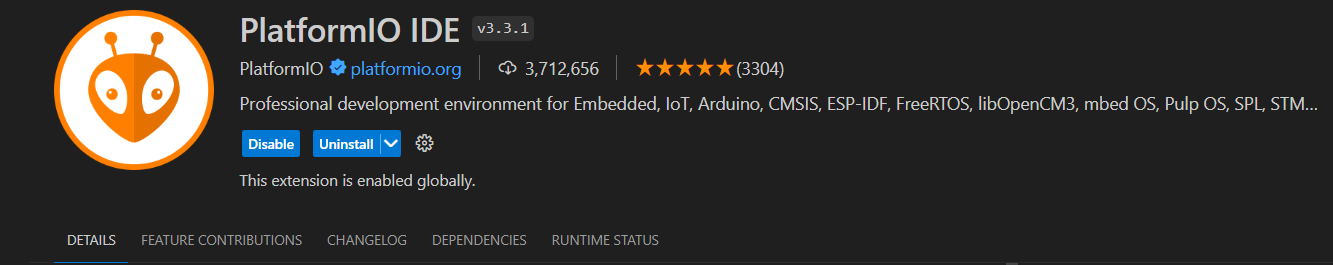 PlatformIO IDE v3.3.1
PlatformIO platformio.org 3,712,656 (3304)
Professional development environment for Embedded, IoT, Arduino, CMSIS, ESP-IDF, FreeRTOS, libOpenCM3, mbed OS, Pulp OS, SPL, STM...
Disable Uninstall
This extension is enabled globally.
DETAILS FEATURE CONTRIBUTIONS CHANGELOG DEPENDENCIES RUNTIME STATUS